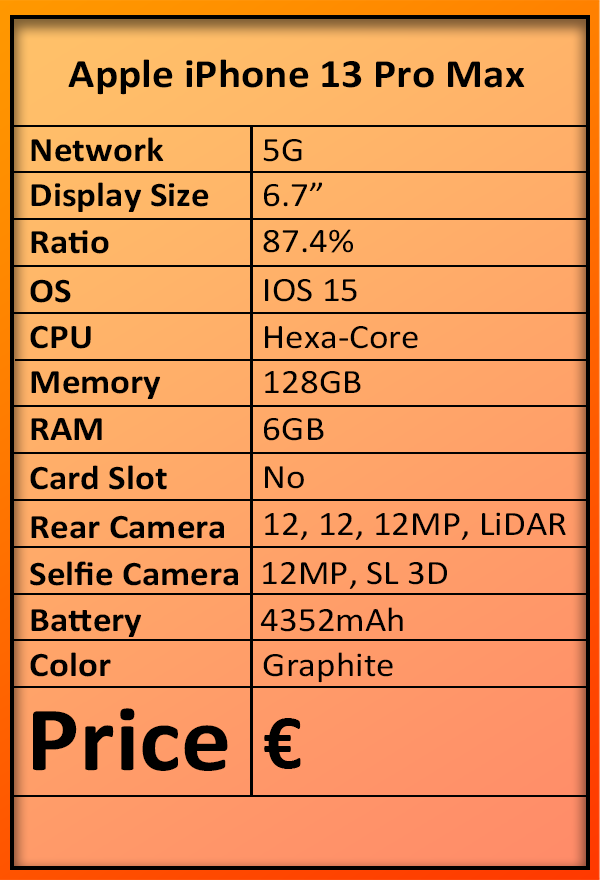 Apple iPhone 13 Pro Max
Network 5G
Display Size 6.7”
Ratio 87.4%
OS IOS 15
CPU Hexa-Core
Memory 128GB
RAM 6GB
Card Slot No
Rear Camera 12, 12, 12MP, LiDAR
Selfie Camera 12MP, SL 3D
Battery 4352mAh
Color Graphite
Price €